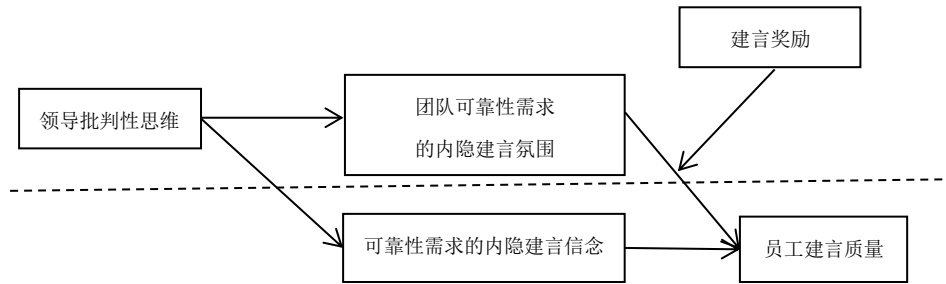 建言奖励
领导批判性思维
团队可靠性需求
的内隐建言氛围
可靠性需求的内隐建言信念
员工建言质量